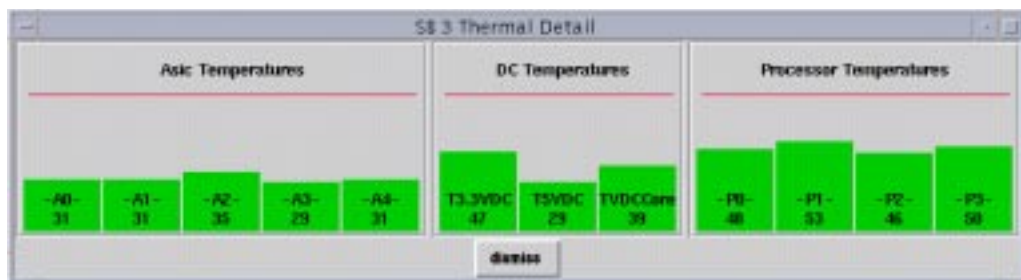 SB 3 Thermal Detail
Asic Temperatures
DC Temperatures
Processor Temperatures
-A0- -A1- -A2- -A3- -A4- T3.3VDC T5VDC TVDCCore -P0- -P1- -P2- -P3-
31 31 35 29 31 47 29 39 48 53 46 50
dismiss